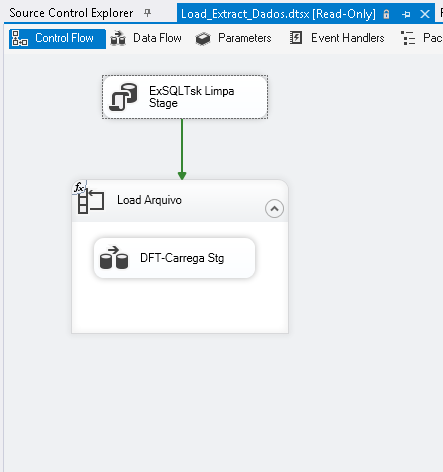 Source Control Explorer
Load_Extract_Dados.dtsx [Read-Only]
Control Flow
Data Flow
Parameters
Event Handlers
Pac
ExSQLTsk Limpa
Stage
fx
Load Arquivo
DFT-Carrega Stg